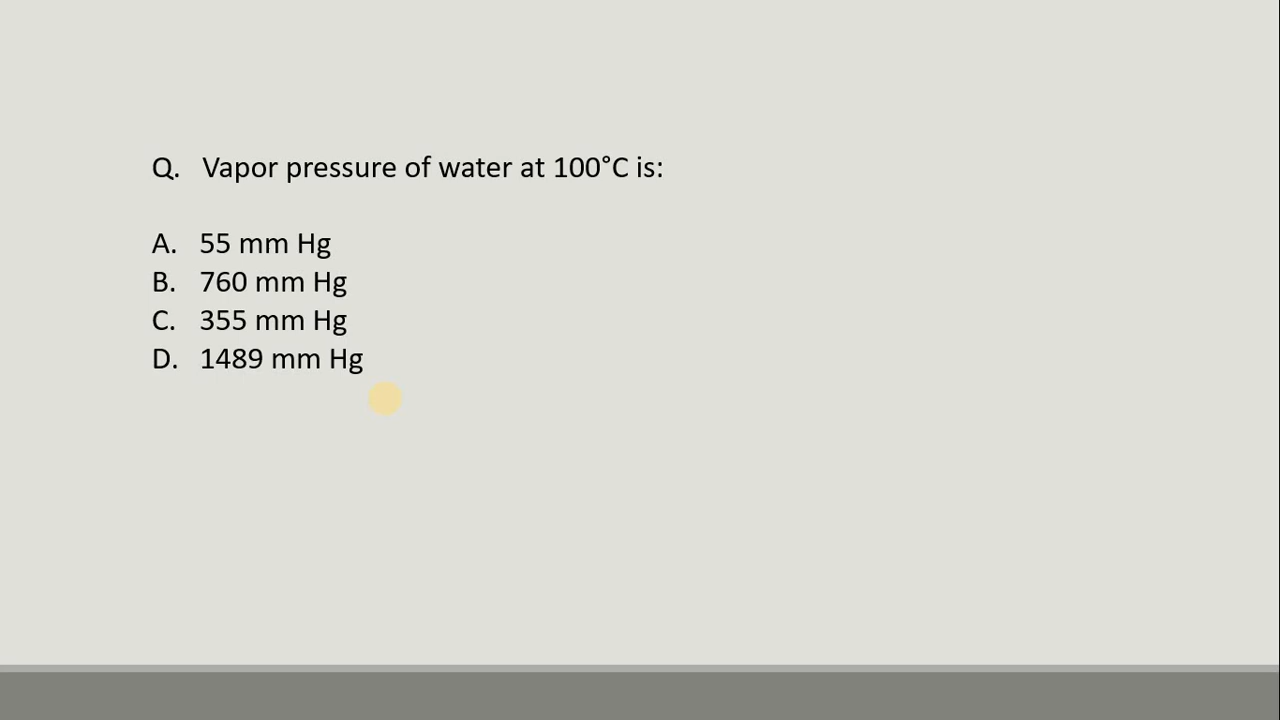 Q. Vapor pressure of water at 100°C is:
A. 55 mm Hg
B. 760 mm Hg
C. 355 mm Hg
D. 1489 mm Hg